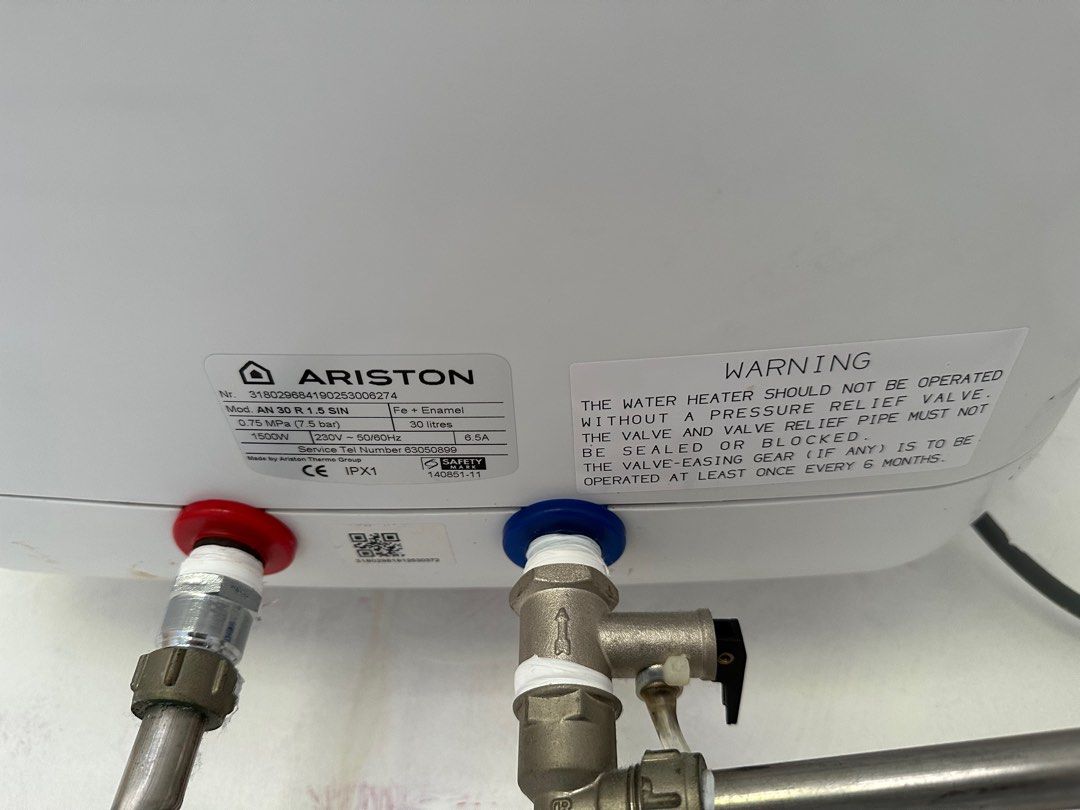 ARISTON
Nr. 318029684190253006274
Mod. AN 30 R 1.5 SIN Fe + Enamel
0.75 MPa (7.5 bar) 30 litres
1500W 230V ~ 50/60Hz 6.5A
Service Tel Number 63050899
Made by Ariston Thermo Group
CE IPX1 SAFETY MARK
140851-11
WARNING
THE WATER HEATER SHOULD NOT BE OPERATED
WITHOUT A PRESSURE RELIEF VALVE.
THE VALVE AND VALVE RELIEF PIPE MUST NOT
BE SEALED OR BLOCKED.
THE VALVE-EASING GEAR (IF ANY) IS TO BE
OPERATED AT LEAST ONCE EVERY 6 MONTHS.